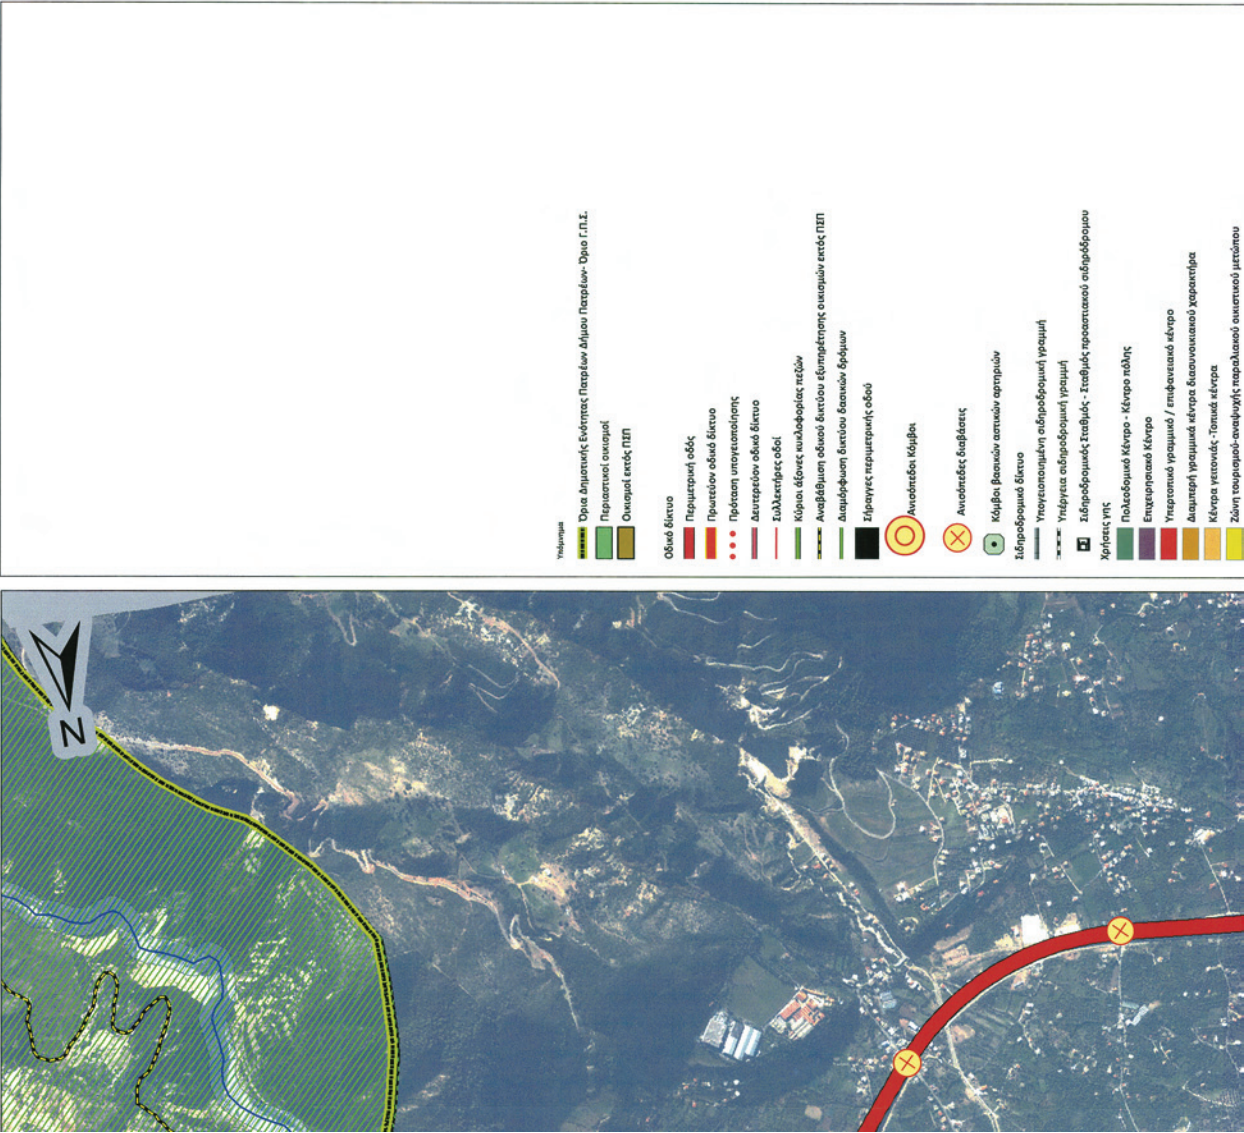 Υπόμνημα
Όρια Δημοτικής Ενότητας Πατρέων Δήμου Πατρέων- Όριο Γ.Π.Σ.
Περιαστικοί οικισμοί
Οικισμοί εκτός ΠΣΠ
Οδικό δίκτυο
Περιμετρική οδός
Πρωτεύον οδικό δίκτυο
Πρόταση υπογειοποίησης
Δευτερεύον οδικό δίκτυο
Συλλεκτήρες οδοί
Κύριοι άξονες κυκλοφορίας πεζών
Αναβάθμιση οδικού δικτύου εξυπηρέτησης οικισμών εκτός ΠΣΠ
Διαμόρφωση δικτύου δασικών δρόμων
Σήραγγες περιμετρικής οδού
Ανισόπεδοι Κόμβοι
Ανισόπεδες διαβάσεις
Κόμβοι βασικών αστικών αρτηριών
Σιδηροδρομικό δίκτυο
Υπογειοποιημένη σιδηροδρομική γραμμή
Υπέργεια σιδηροδρομική γραμμή
Σιδηροδρομικός Σταθμός - Σταθμός προαστιακού σιδηρόδρομου
Χρήσεις γης
Πολεοδομικό Κέντρο - Κέντρο πόλης
Επιχειρησιακό Κέντρο
Υπερτοπικό γραμμικό / επιφανειακό κέντρο
Διαμπερή γραμμικά κέντρα διασυνοικιακού χαρακτήρα
Κέντρα γειτονιάς -Τοπικά κέντρα
Ζώνη τουρισμού-αναψυχής παραλιακού οικιστικού μετώπου
N